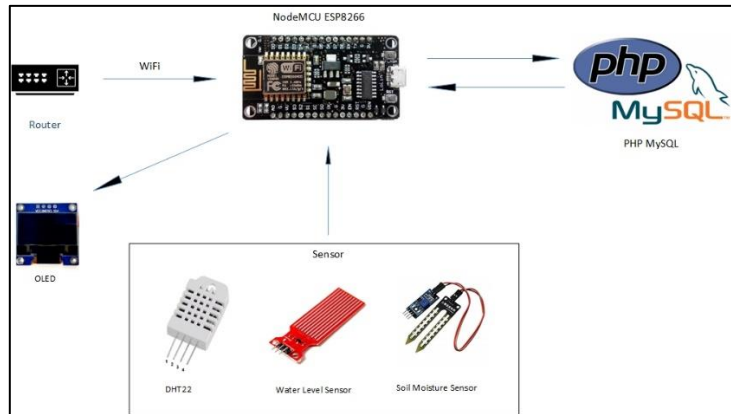 NodeMCU ESP8266
WiFi
Router
php
MySQL
PHP MySQL
OLED
Sensor
DHT22
Water Level Sensor
Soil Moisture Sensor